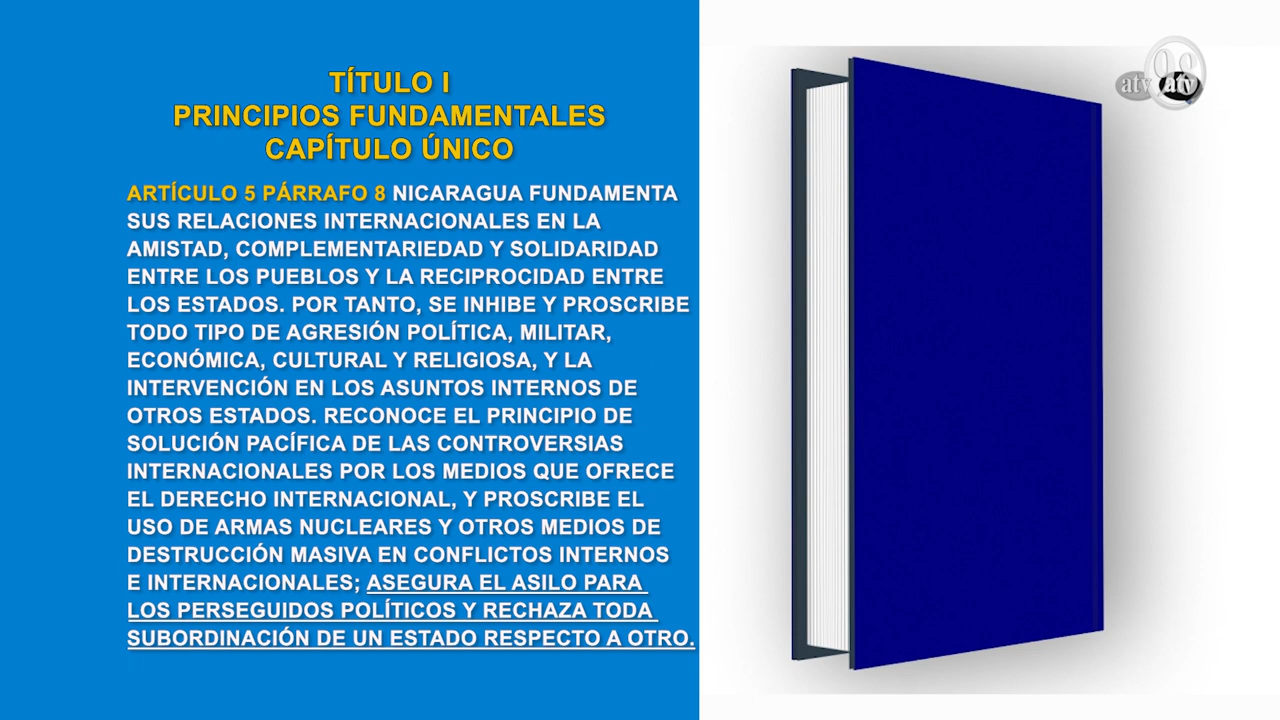 TÍTULO I
PRINCIPIOS FUNDAMENTALES
CAPÍTULO ÚNICO
ARTÍCULO 5 PÁRRAFO 8 NICARAGUA FUNDAMENTA
SUS RELACIONES INTERNACIONALES EN LA
AMISTAD, COMPLEMENTARIEDAD Y SOLIDARIDAD
ENTRE LOS PUEBLOS Y LA RECIPROCIDAD ENTRE
LOS ESTADOS. POR TANTO, SE INHIBE Y PROSCRIBE
TODO TIPO DE AGRESIÓN POLÍTICA, MILITAR,
ECONÓMICA, CULTURAL Y RELIGIOSA, Y LA
INTERVENCIÓN EN LOS ASUNTOS INTERNOS DE
OTROS ESTADOS. RECONOCE EL PRINCIPIO DE
SOLUCIÓN PACÍFICA DE LAS CONTROVERSIAS
INTERNACIONALES POR LOS MEDIOS QUE OFRECE
EL DERECHO INTERNACIONAL, Y PROSCRIBE EL
USO DE ARMAS NUCLEARES Y OTROS MEDIOS DE
DESTRUCCIÓN MASIVA EN CONFLICTOS INTERNOS
E INTERNACIONALES; ASEGURA EL ASILO PARA
LOS PERSEGUIDOS POLÍTICOS Y RECHAZA TODA
SUBORDINACIÓN DE UN ESTADO RESPECTO A OTRO.
atv atv